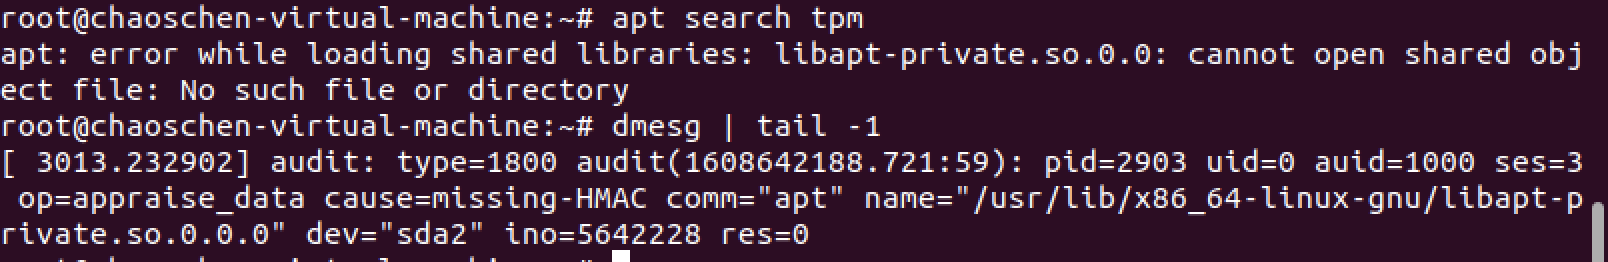 root@chaoschen-virtual-machine:~# apt search tpm
apt: error while loading shared libraries: libapt-private.so.0.0: cannot open shared obj
ect file: No such file or directory
root@chaoschen-virtual-machine:~# dmesg | tail -1
[ 3013.232902] audit: type=1800 audit(1608642188.721:59): pid=2903 uid=0 auid=1000 ses=3
 op=appraise_data cause=missing-HMAC comm="apt" name="/usr/lib/x86_64-linux-gnu/libapt-p
rivate.so.0.0.0" dev="sda2" ino=5642228 res=0